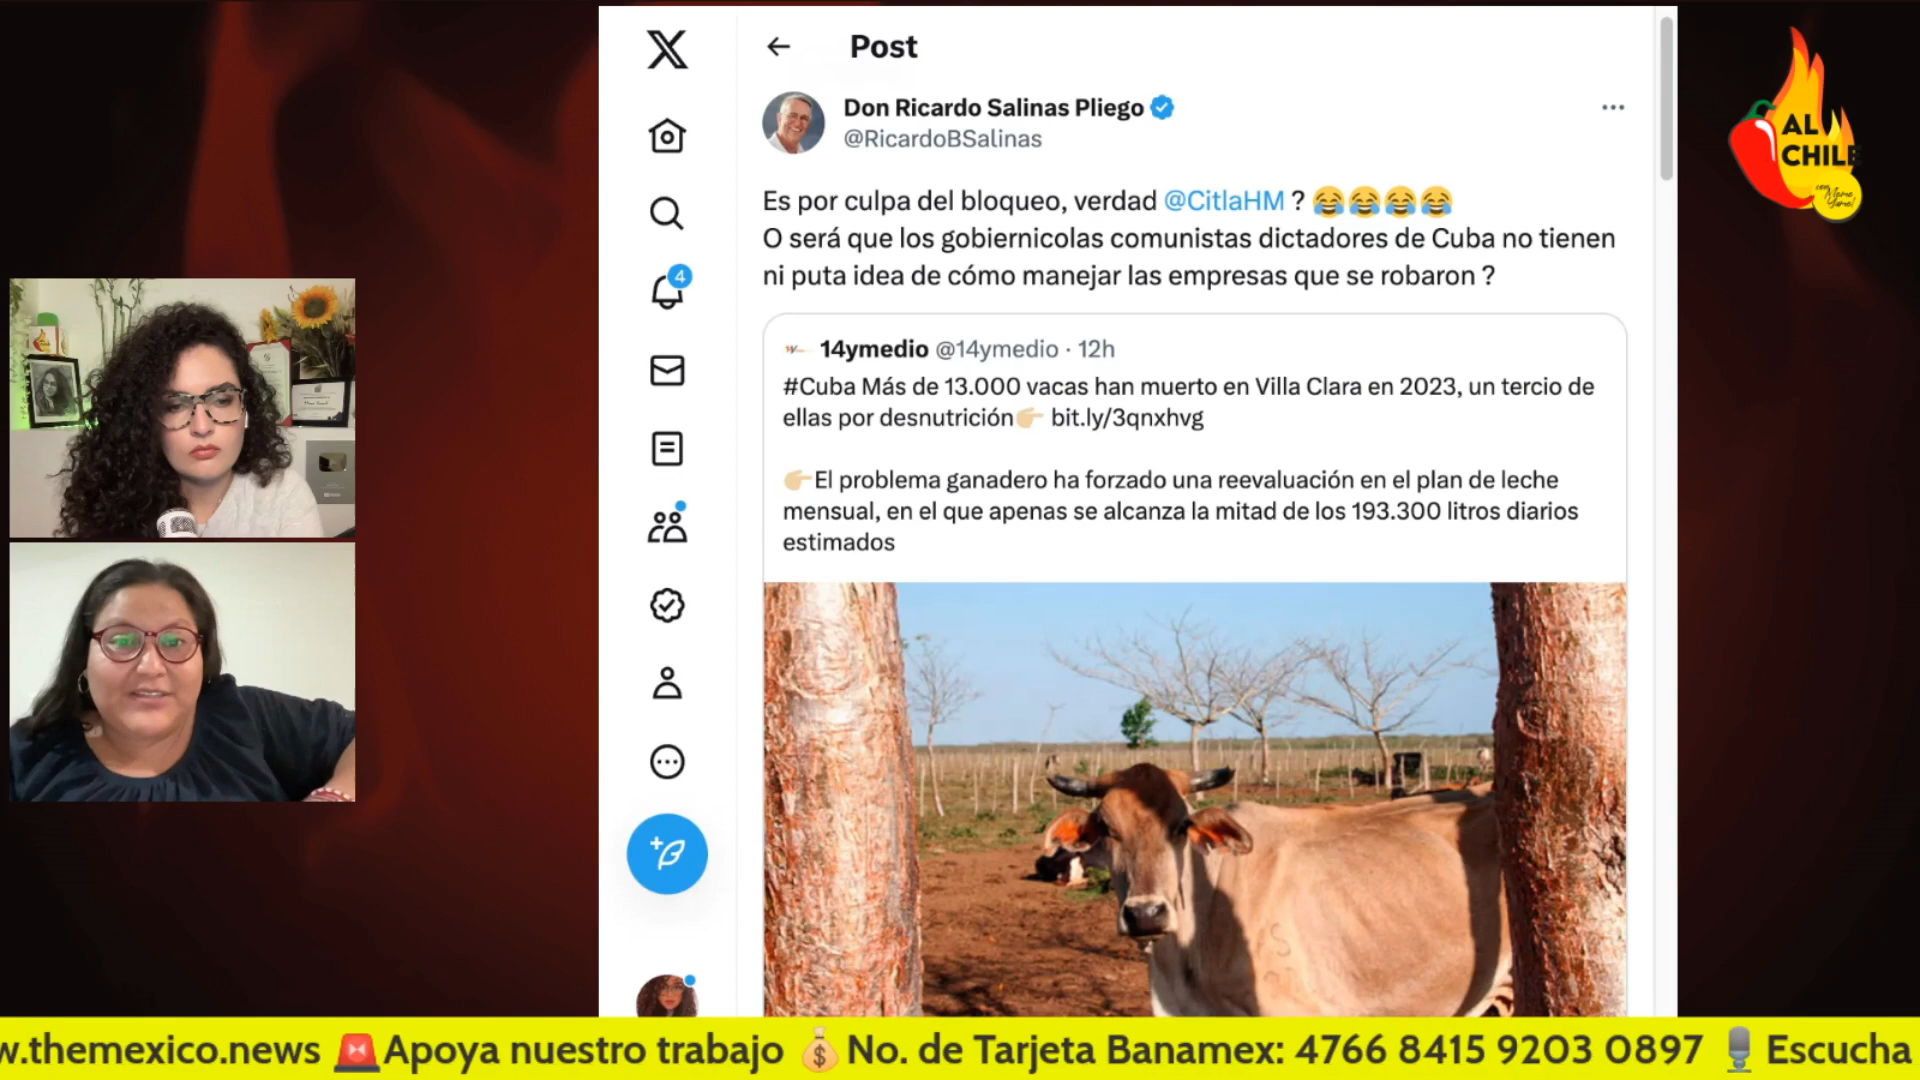 Post
Don Ricardo Salinas Pliego
@RicardoBSalinas
Es por culpa del bloqueo, verdad @CitlaHM ? 😂😂😂😂
O será que los gobiernicolas comunistas dictadores de Cuba no tienen
ni puta idea de cómo manejar las empresas que se robaron ?
14ymedio @14ymedio · 12h
#Cuba Más de 13.000 vacas han muerto en Villa Clara en 2023, un tercio de
ellas por desnutrición👉🏼 bit.ly/3qnxhvg
👉🏼El problema ganadero ha forzado una reevaluación en el plan de leche
mensual, en el que apenas se alcanza la mitad de los 193.300 litros diarios
estimados
4
AL
CHILE
w.themexico.news 🚨Apoya nuestro trabajo 💰No. de Tarjeta Banamex: 4766 8415 9203 0897 🎙️Escucha